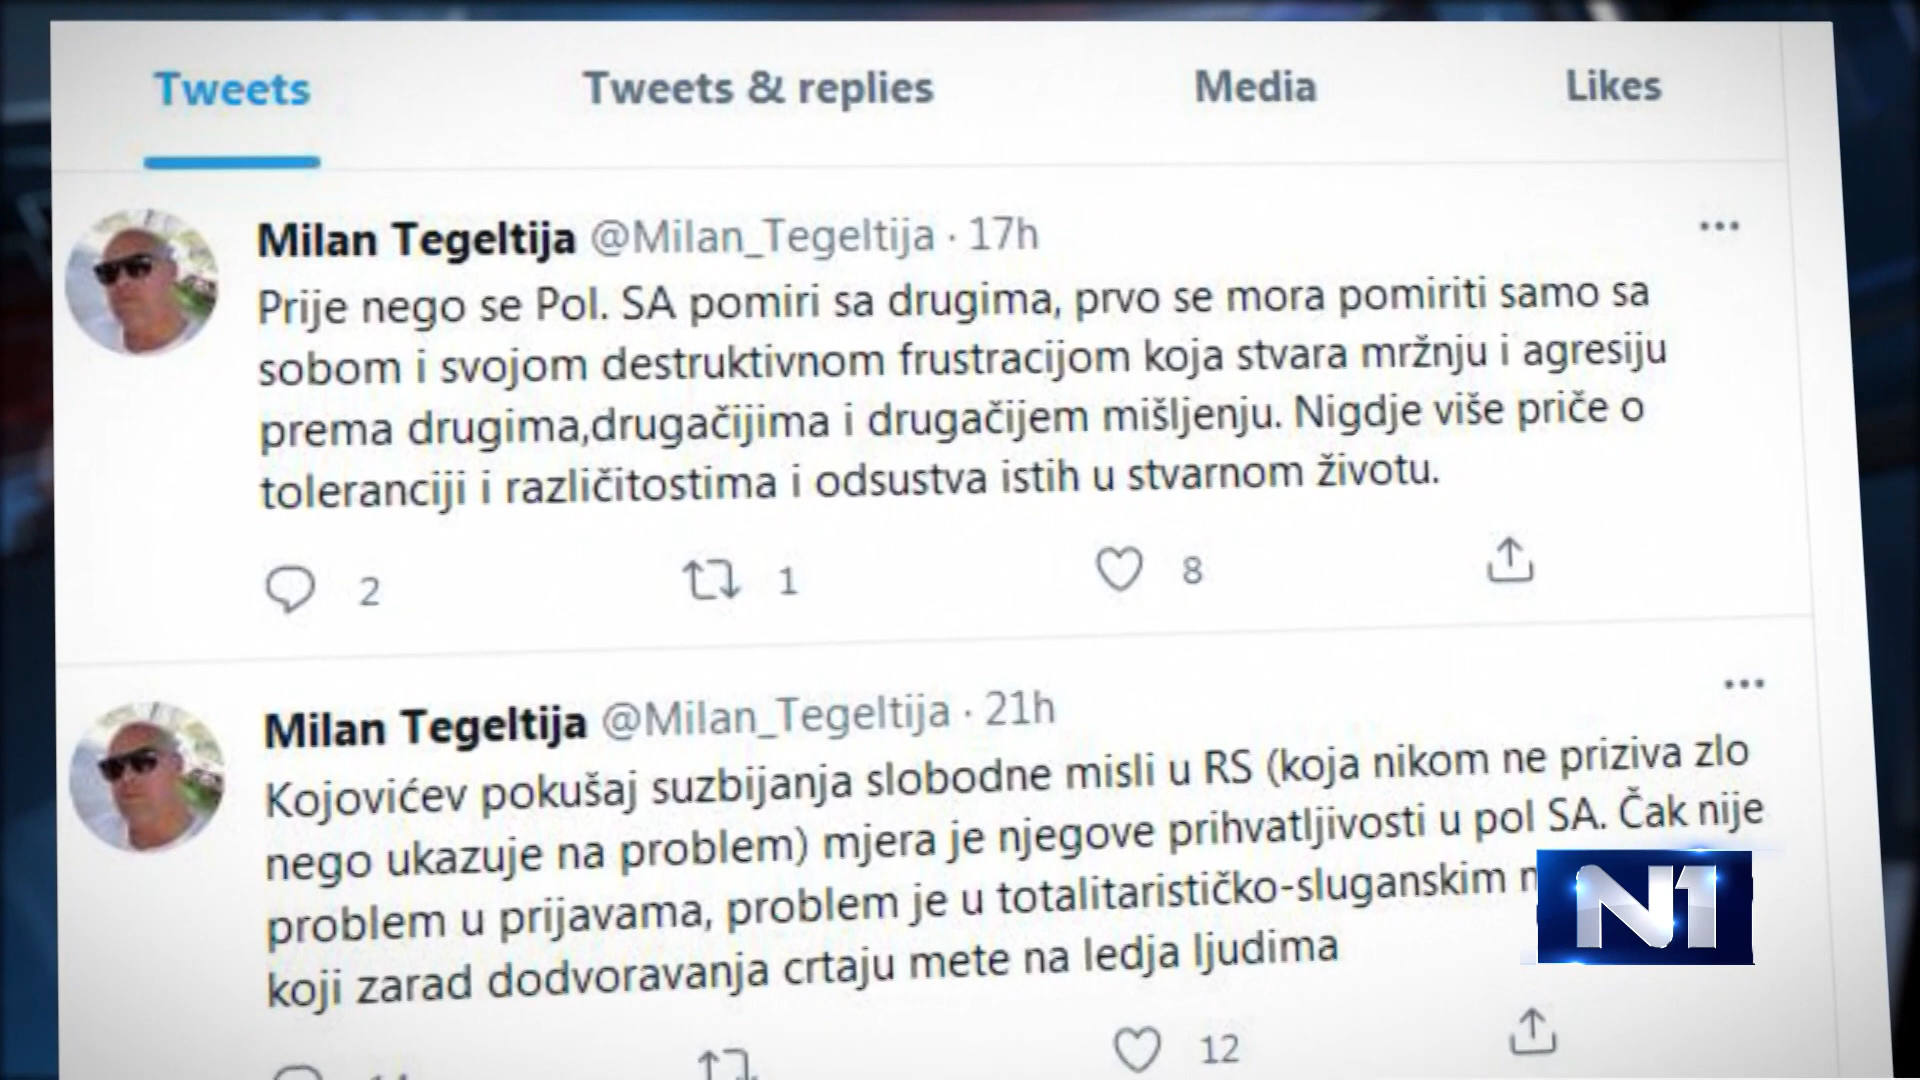 Tweets Tweets & replies Media Likes
Milan Tegeltija @Milan_Tegeltija · 17h
Prije nego se Pol. SA pomiri sa drugima, prvo se mora pomiriti samo sa
sobom i svojom destruktivnom frustracijom koja stvara mržnju i agresiju
prema drugima,drugačijima i drugačijem mišljenju. Nigdje više priče o
toleranciji i različitostima i odsustva istih u stvarnom životu.
2 1 8
Milan Tegeltija @Milan_Tegeltija · 21h
Kojovićev pokušaj suzbijanja slobodne misli u RS (koja nikom ne priziva zlo
nego ukazuje na problem) mjera je njegove prihvatljivosti u pol SA. Čak nije
problem u prijavama, problem je u totalitarističko-sluganskim
koji zarad dodvoravanja crtaju mete na ledja ljudima
12
N1